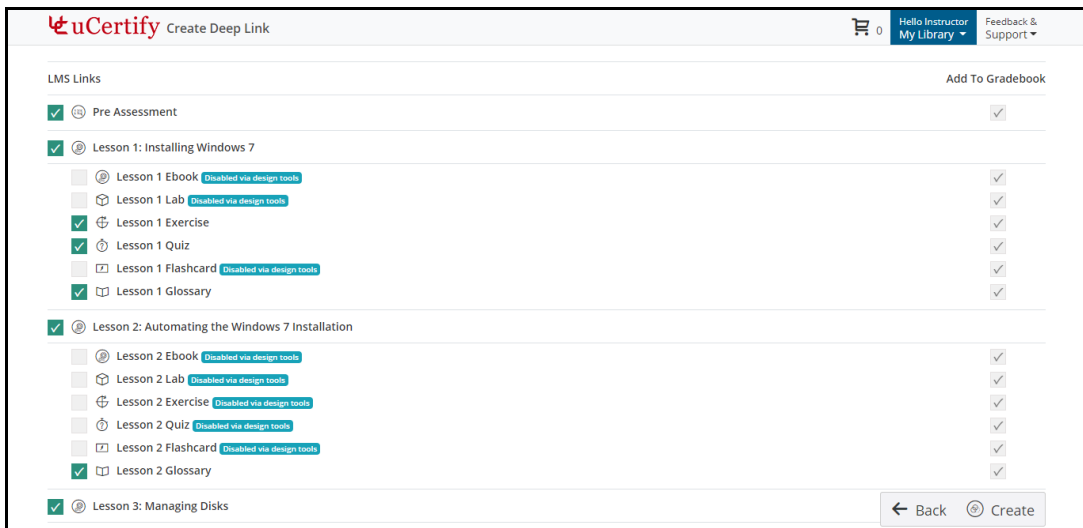 uCertify Create Deep Link
0
Hello Instructor
My Library
Feedback &
Support
LMS Links
Add To Gradebook
Pre Assessment
Lesson 1: Installing Windows 7
Lesson 1 Ebook Disabled via design tools
Lesson 1 Lab Disabled via design tools
Lesson 1 Exercise
Lesson 1 Quiz
Lesson 1 Flashcard Disabled via design tools
Lesson 1 Glossary
Lesson 2: Automating the Windows 7 Installation
Lesson 2 Ebook Disabled via design tools
Lesson 2 Lab Disabled via design tools
Lesson 2 Exercise Disabled via design tools
Lesson 2 Quiz Disabled via design tools
Lesson 2 Flashcard Disabled via design tools
Lesson 2 Glossary
Lesson 3: Managing Disks
Back
Create